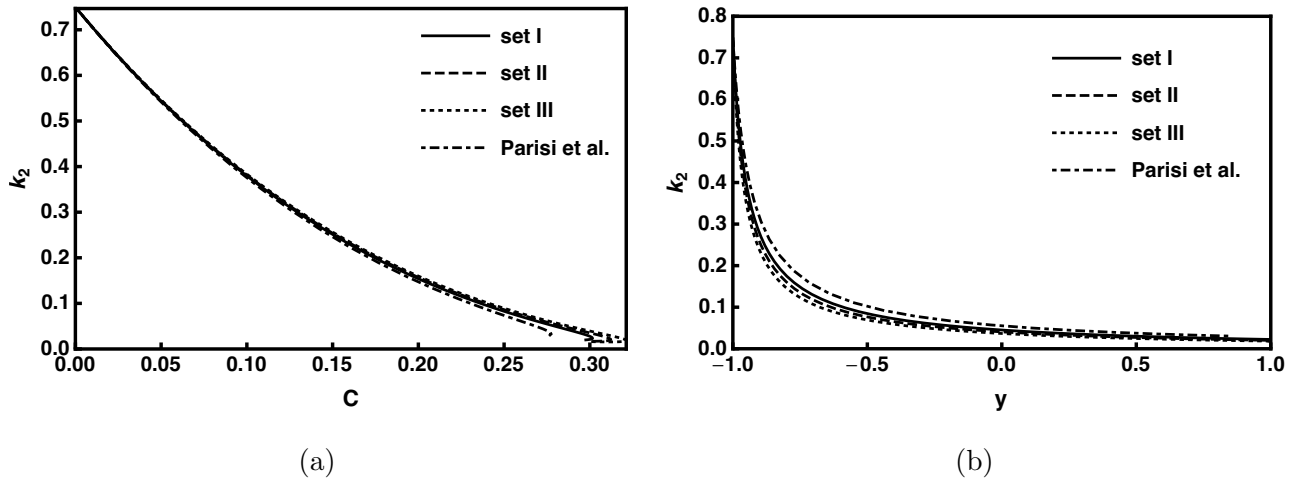 0.7
0.6
0.5
0.4
0.3
0.2
0.1
0.0
k₂
0.00 0.05 0.10 0.15 0.20 0.25 0.30
C
set I
set II
set III
Parisi et al.
(a)
0.8
0.7
0.6
0.5
0.4
0.3
0.2
0.1
0.0
k₂
−1.0 −0.5 0.0 0.5 1.0
y
set I
set II
set III
Parisi et al.
(b)